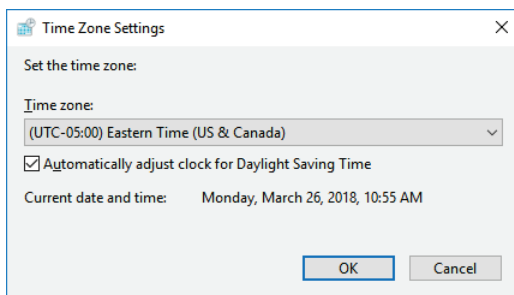 Time Zone Settings
Set the time zone:
Time zone:
(UTC-05:00) Eastern Time (US & Canada)
Automatically adjust clock for Daylight Saving Time
Current date and time: Monday, March 26, 2018, 10:55 AM
OK Cancel